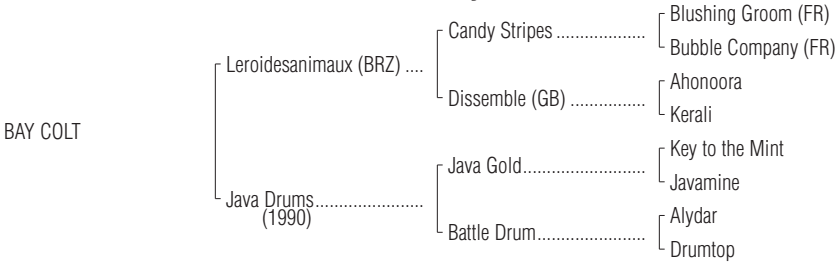 Blushing Groom (FR)
Candy Stripes ....................
Bubble Company (FR)
Leroidesanimaux (BRZ) ....
Ahonoora
Dissemble (GB) ................
Kerali
BAY COLT
Key to the Mint
Java Gold..........................
Javamine
Java Drums.......................
(1990)
Alydar
Battle Drum.......................
Drumtop